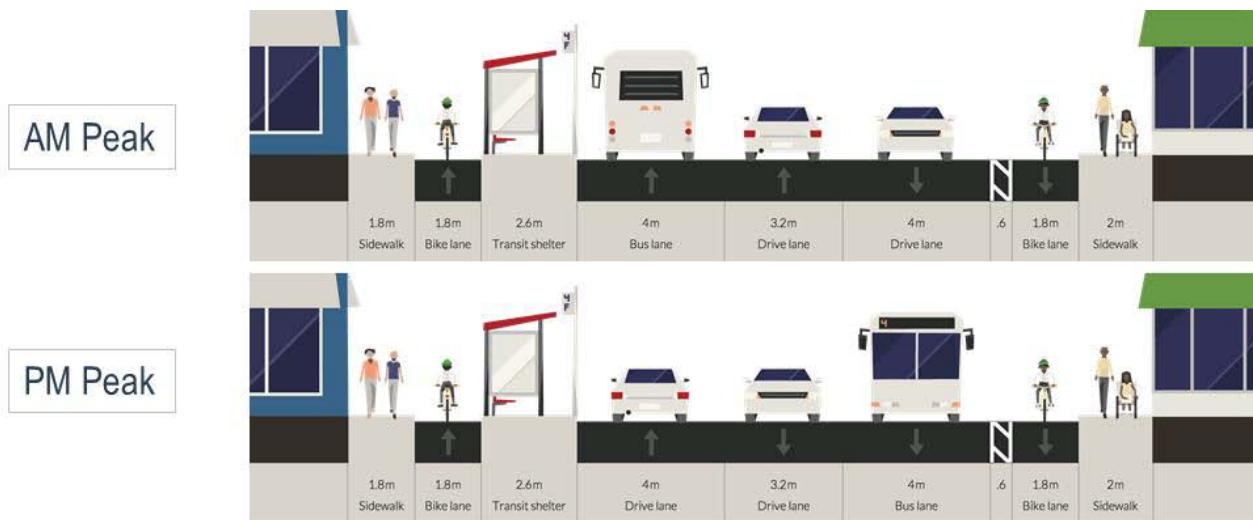 AM Peak
4
F
1.8m
Sidewalk
1.8m
Bike lane
2.6m
Transit shelter
4m
Bus lane
3.2m
Drive lane
4m
Drive lane
.6
1.8m
Bike lane
2m
Sidewalk
PM Peak
4
F
4
1.8m
Sidewalk
1.8m
Bike lane
2.6m
Transit shelter
4m
Drive lane
3.2m
Drive lane
4m
Bus lane
.6
1.8m
Bike lane
2m
Sidewalk